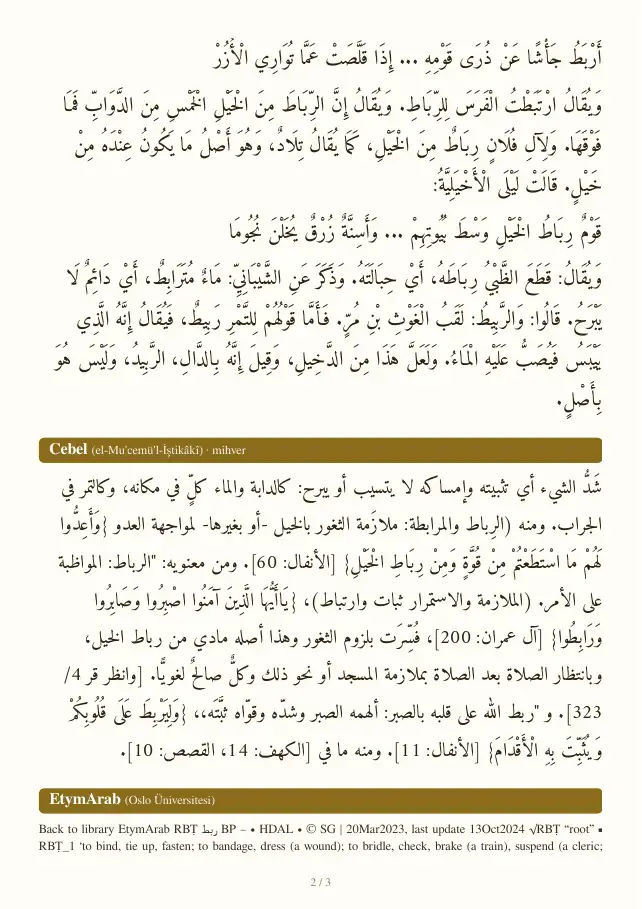 أَرْبَطُ جَأْشًا عَنْ ذُرَى قَوْمِهِ ... إِذَا قَلَّصَتْ عَمَّا تُوَارِي الْأُزُرْ
وَيُقَالُ ارْتَبَطْتُ الْفَرَسَ لِلرِّبَاطِ. وَيُقَالُ إِنَّ الرِّبَاطَ مِنَ الْخَيْلِ الْخَمْسِ مِنَ الدَّوَابِّ فَمَا
فَوْقَهَا. وَلِآلِ فُلَانٍ رِبَاطٌ مِنَ الْخَيْلِ، كَمَا يُقَالُ تِلَادٌ، وَهُوَ أَصْلُ مَا يَكُونُ عِنْدَهُ مِنْ
خَيْلٍ. قَالَتْ لَيْلَى الْأَخْيَلِيَّةُ:
قَوْمٌ رِبَاطُ الْخَيْلِ وَسْطَ بُيُوتِهِمْ ... وَأَسِنَّةٌ زُرْقٌ يُخَلْنَ نُجُومَا
وَيُقَالُ: قَطَعَ الظَّبْيُ رِبَاطَهُ، أَيْ حِبَالَتَهُ. وَذَكَرَ عَنِ الشَّيْبَانِيِّ: مَاءٌ مُتَرَابِطٌ، أَيْ دَائِمٌ لَا
يَبْرَحُ. قَالُوا: وَالرَّبِيطُ: لَقَبُ الْغَوْثِ بْنِ مُرٍّ. فَأَمَّا قَوْلُهُمْ لِلتَّمْرِ رَبِيطٌ، فَيُقَالُ إِنَّهُ الَّذِي
يَيْبَسُ فَيُصَبُّ عَلَيْهِ الْمَاءُ. وَلَعَلَّ هَذَا مِنَ الدَّخِيلِ، وَقِيلَ إِنَّهُ بِالدَّالِ، الرَّبِيدُ، وَلَيْسَ هُوَ
بِأَصْلٍ.
Cebel (el-Mu'cemü'l-İştikâkî) · mihver
شَدُّ الشيء أي تثبيته وإمساكه لا يتسيب أو يبرح: كالدابة والماء كلٍّ في مكانه، وكالتمر في
الجراب. ومنه (الرِباط والمرابطة: ملازَمة الثغور بالخيل -أو بغيرها- لمواجهة العدو {وَأَعِدُّوا
لَهُمْ مَا اسْتَطَعْتُمْ مِنْ قُوَّةٍ وَمِنْ رِبَاطِ الْخَيْلِ} [الأنفال: 60]. ومن معنويه: "الرباط: المواظبة
على الأمر. (الملازمة والاستمرار ثبات وارتباط)، {يَاأَيُّهَا الَّذِينَ آمَنُوا اصْبِرُوا وَصَابِرُوا
وَرَابِطُوا} [آل عمران: 200]، فُسِّرَت بلزوم الثغور وهذا أصله مادي من رباط الخيل،
وبانتظار الصلاة بعد الصلاة بملازمة المسجد أو نحو ذلك وكلٌّ صالحٌ لغويًّا. [وانظر قر 4/
323]. و "ربط الله على قلبه بالصبر: ألهمه الصبر وشدّه وقوّاه ثبَّتَه،، {وَلِيَرْبِطَ عَلَى قُلُوبِكُمْ
وَيُثَبِّتَ بِهِ الْأَقْدَامَ} [الأنفال: 11]. ومنه ما في [الكهف: 14، القصص: 10].
EtymArab (Oslo Üniversitesi)
Back to library EtymArab RBṬ ربط BP – • HDAL • © SG | 20Mar2023, last update 13Oct2024 √RBṬ “root” ▪
RBṬ_1 ‘to bind, tie up, fasten; to bandage, dress (a wound); to bridle, check, brake (a train), suspend (a cleric;
2 / 3